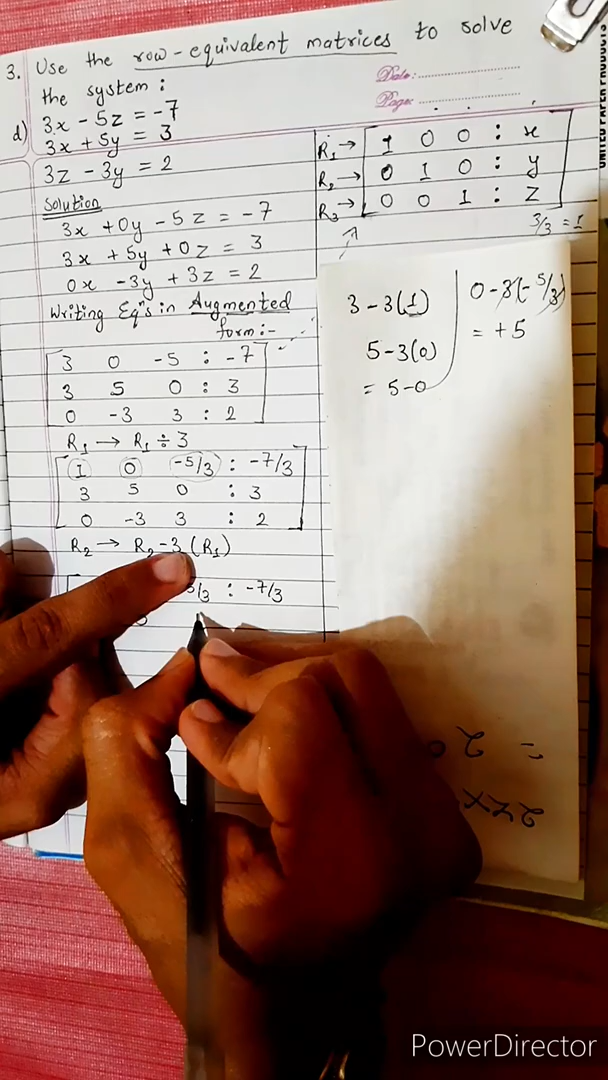 3. Use the row-equivalent matrices to solve
the system:
d) 3x - 5z = -7
3x + 5y = 3
3z - 3y = 2
Date:
Page:
Solution
3x + 0y - 5z = -7
3x + 5y + 0z = 3
0x - 3y + 3z = 2
Writing Eqns in Augmented
form:-
3 0 -5 : -7
3 5 0 : 3
0 -3 3 : 2
R1 → R1 ÷ 3
1 0 -5/3 : -7/3
3 5 0 : 3
0 -3 3 : 2
R2 → R2 - 3 (R1)
5/3 : -7/3
R1 → 1 0 0 : x
R2 → 0 1 0 : y
R3 → 0 0 1 : z
3/3 = 1
3 - 3(1)
5 - 3(0)
= 5 - 0
0 - 3(-5/3)
= + 5
UNITED PAPER PRODUCTS
PowerDirector